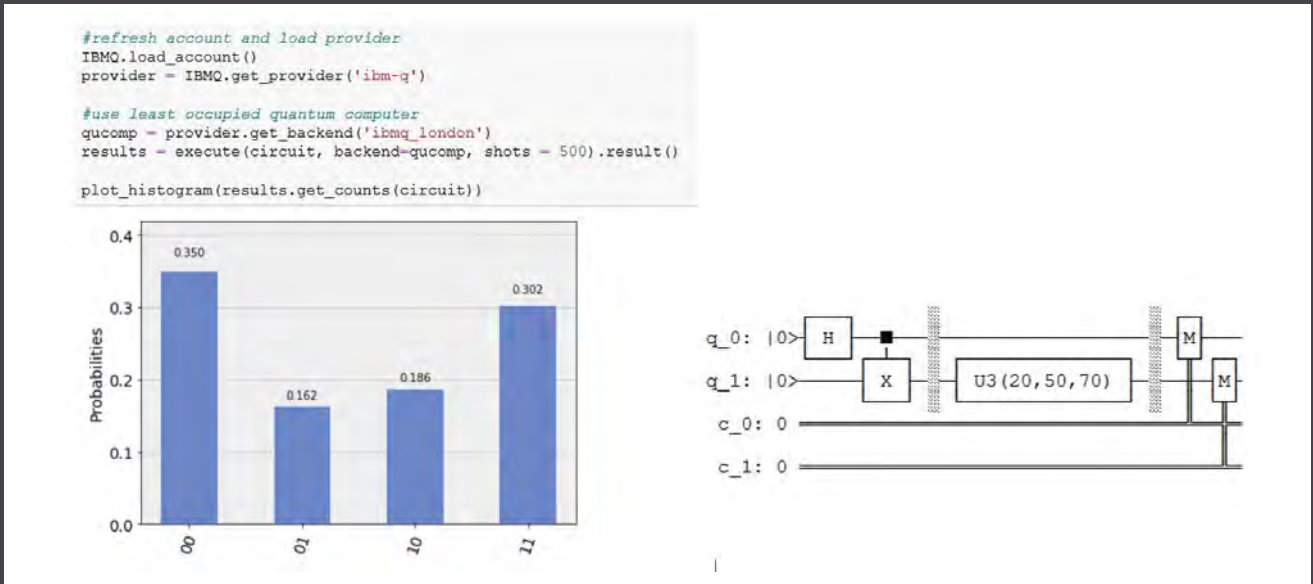 #refresh account and load provider
IBMQ.load_account()
provider = IBMQ.get_provider('ibm-q')
#use least occupied quantum computer
qucomp = provider.get_backend('ibmq_london')
results = execute(circuit, backend=qucomp, shots = 500).result()
plot_histogram(results.get_counts(circuit))
0.4
0.350
0.302
0.3
0.186
0.2
0.162
0.1
0.0
Probabilities
00 01 10 11
q_0: |0> H M
q_1: |0> X U3(20,50,70) M
c_0: 0
c_1: 0